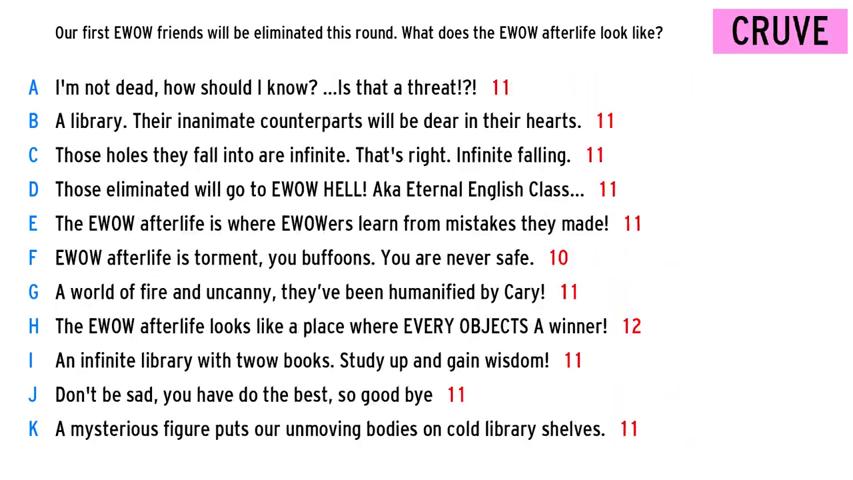 Our first EWOW friends will be eliminated this round. What does the EWOW afterlife look like?
CRUVE
A I'm not dead, how should I know? ...Is that a threat!?! 11
B A library. Their inanimate counterparts will be dear in their hearts. 11
C Those holes they fall into are infinite. That's right. Infinite falling. 11
D Those eliminated will go to EWOW HELL! Aka Eternal English Class... 11
E The EWOW afterlife is where EWOWers learn from mistakes they made! 11
F EWOW afterlife is torment, you buffoons. You are never safe. 10
G A world of fire and uncanny, they’ve been humanified by Cary! 11
H The EWOW afterlife looks like a place where EVERY OBJECTS A winner! 12
I An infinite library with twow books. Study up and gain wisdom! 11
J Don't be sad, you have do the best, so good bye 11
K A mysterious figure puts our unmoving bodies on cold library shelves. 11